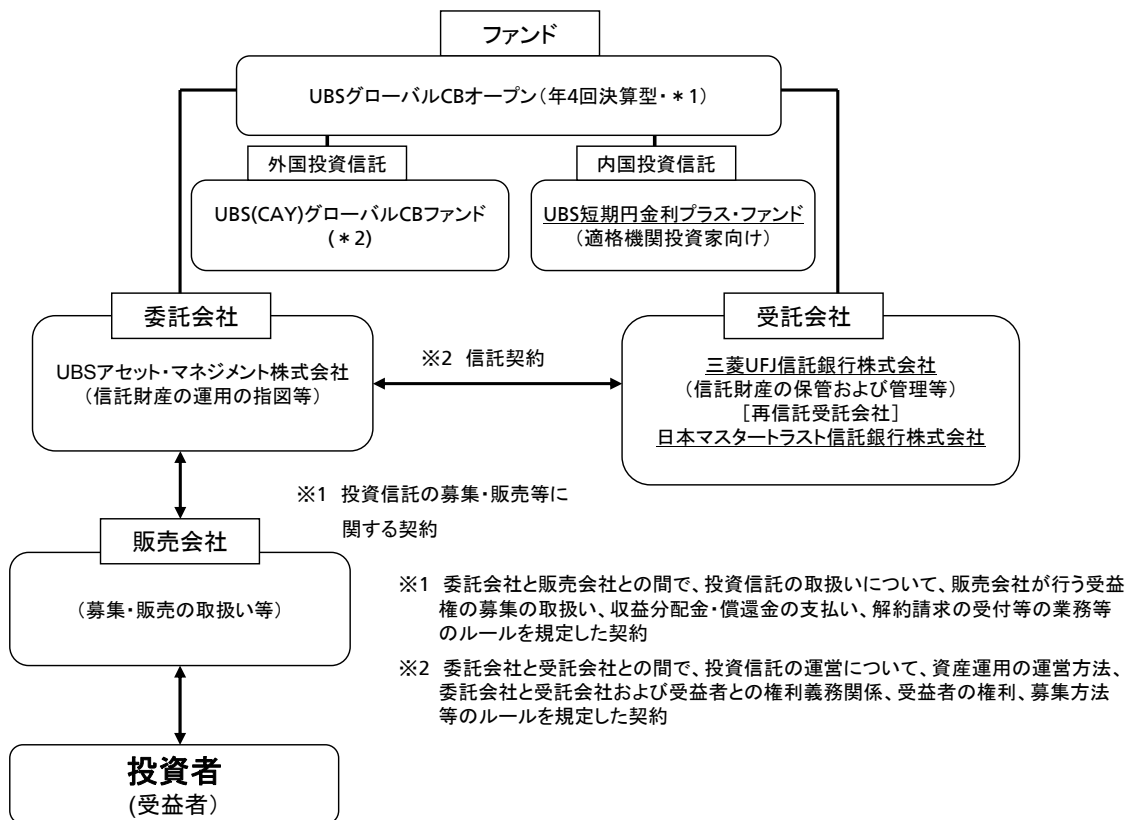 ファンド
UBSグローバルCBオープン（年4回決算型・＊1）
外国投資信託
内国投資信託
UBS(CAY)グローバルCBファンド
(＊2)
UBS短期円金利プラス・ファンド
（適格機関投資家向け）
委託会社
受託会社
UBSアセット・マネジメント株式会社
（信託財産の運用の指図等）
※2 信託契約
三菱UFJ信託銀行株式会社
（信託財産の保管および管理等）
［再信託受託会社］
日本マスタートラスト信託銀行株式会社
※1 投資信託の募集・販売等に
関する契約
販売会社
（募集・販売の取扱い等）
※1 委託会社と販売会社との間で、投資信託の取扱いについて、販売会社が行う受益
権の募集の取扱い、収益分配金・償還金の支払い、解約請求の受付等の業務等
のルールを規定した契約
※2 委託会社と受託会社との間で、投資信託の運営について、資産運用の運営方法、
委託会社と受託会社および受益者との権利義務関係、受益者の権利、募集方法
等のルールを規定した契約
投資者
(受益者）